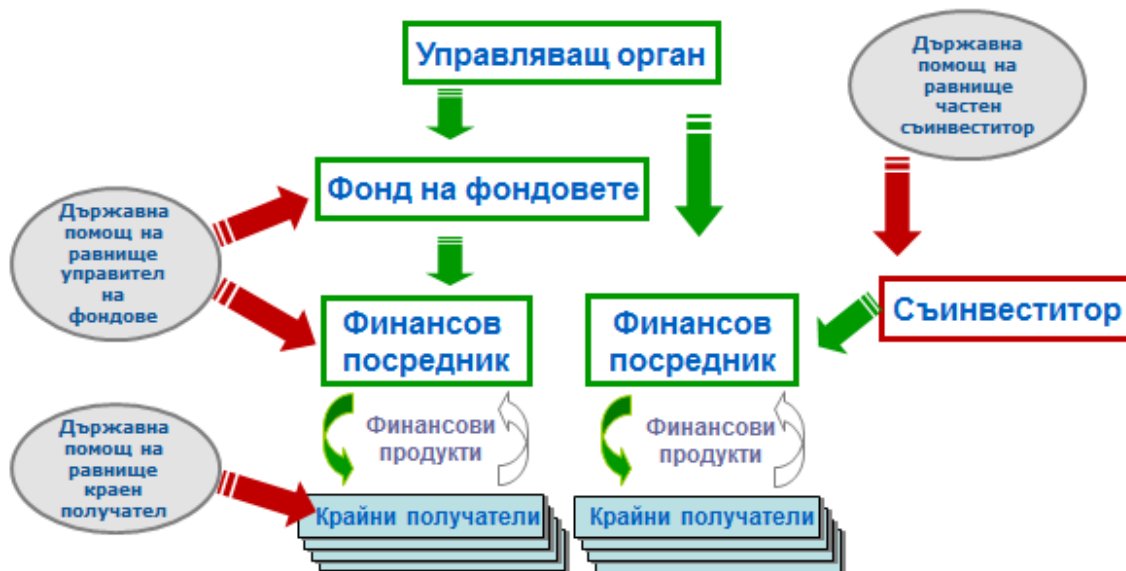 Управляващ орган
Държавна
помощ на
равнище
частен
съинвеститор
Фонд на фондовете
Държавна
помощ на
равнище
управител
на
фондове
Финансов
посредник
Финансов
посредник
Съинвеститор
Финансови
продукти
Финансови
продукти
Държавна
помощ на
равнище
краен
получател
Крайни получатели
Крайни получатели